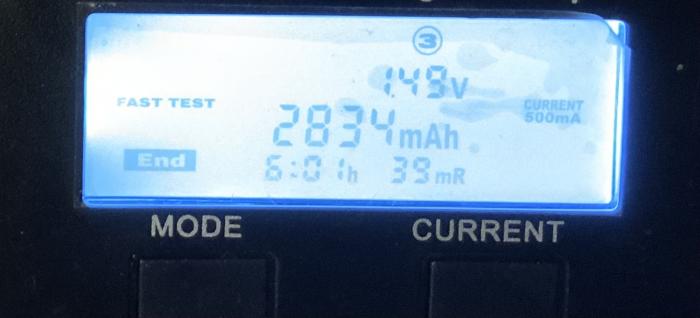 3
1.49V
FAST TEST
CURRENT
500mA
2834mAh
End
6:01h 39mR
MODE CURRENT